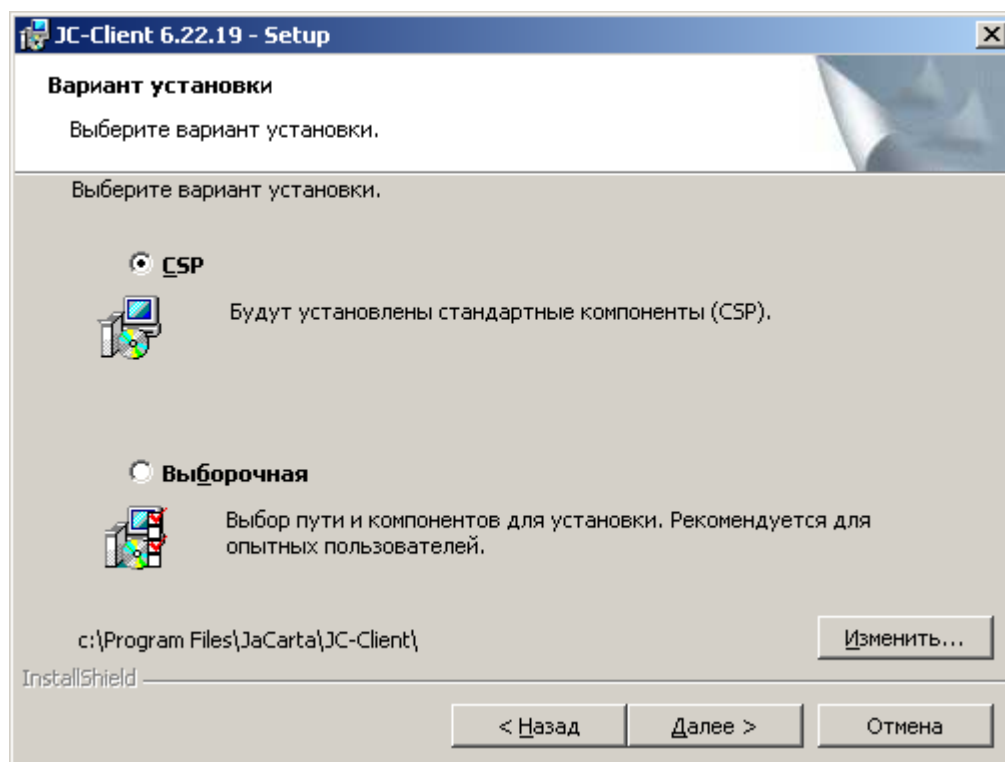 JC-Client 6.22.19 - Setup
Вариант установки
Выберите вариант установки.
Выберите вариант установки.
CSP
Будут установлены стандартные компоненты (CSP).
Выборочная
Выбор пути и компонентов для установки. Рекомендуется для
опытных пользователей.
c:\Program Files\JaCarta\JC-Client\
Изменить...
InstallShield
< Назад
Далее >
Отмена